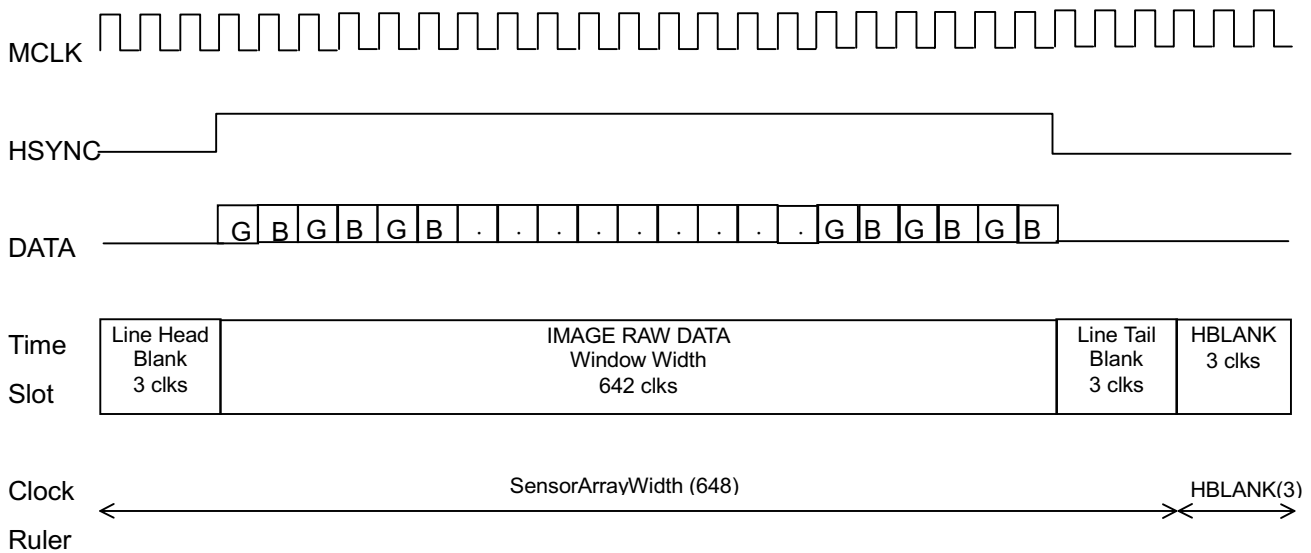 MCLK
HSYNC
DATA
G B G B G B . . . . . . . . . G B G B G B
Time
Slot
Line Head
Blank
3 clks
IMAGE RAW DATA
Window Width
642 clks
Line Tail
Blank
3 clks
HBLANK
3 clks
Clock
Ruler
SensorArrayWidth (648)
HBLANK(3)